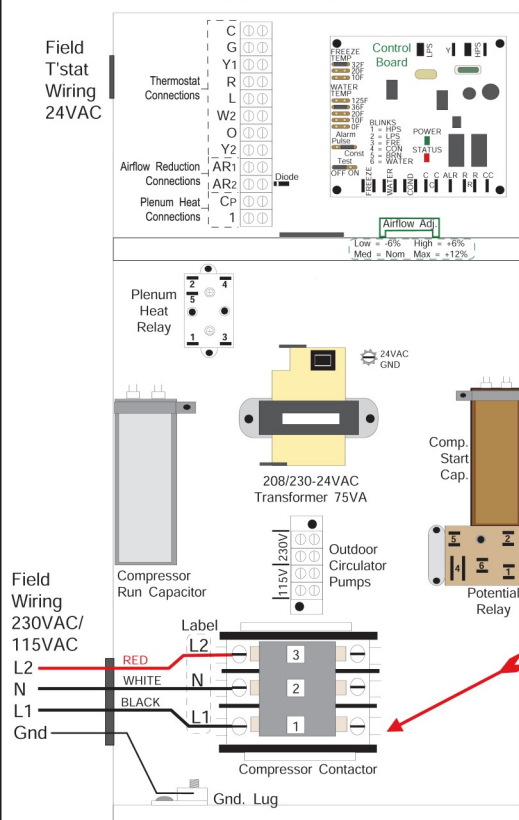 Field
T'stat
Wiring
24VAC
Thermostat
Connections
Airflow Reduction
Connections
Plenum Heat
Connections
C
G
Y1
R
L
W2
O
Y2
AR1
AR2
CP
1
Diode
FREEZE
TEMP
32F
20F
10F
WATER
TEMP
125F
36F
20F
10F
0F
Alarm
Pulse
Const
Test
OFF ON
Control
Board
LPS
Y
HPS
BLINKS
1 = HPS
2 = LPS
3 = FRE
4 = CON
5 = BRN
6 = WATER
POWER
STATUS
FREEZE
WATER
COND
C C ALR R R CC
C R
Airflow Adj.
Low = -6% High = +6%
Med = Nom Max = +12%
Plenum
Heat
Relay
2 4
5
1 3
24VAC
GND
208/230-24VAC
Transformer 75VA
Comp.
Start
Cap.
Compressor
Run Capacitor
115V 230V
Outdoor
Circulator
Pumps
5 2
4 6 1
Potential
Relay
Field
Wiring
230VAC/
115VAC
L2
N
L1
Gnd
RED
WHITE
BLACK
Label
L2
N
L1
3
2
1
Compressor Contactor
Gnd. Lug